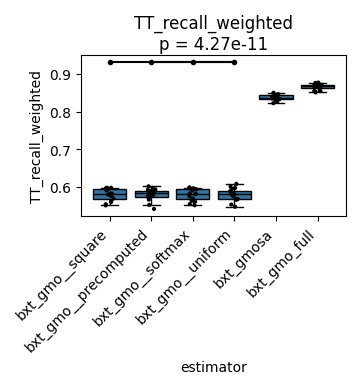 TT_recall_weighted
p = 4.27e-11
TT_recall_weighted
0.9
0.8
0.7
0.6
bxt_gmo__square
bxt_gmo__precomputed
bxt_gmo__softmax
bxt_gmo__uniform
bxt_gmosa
bxt_gmo_full
estimator